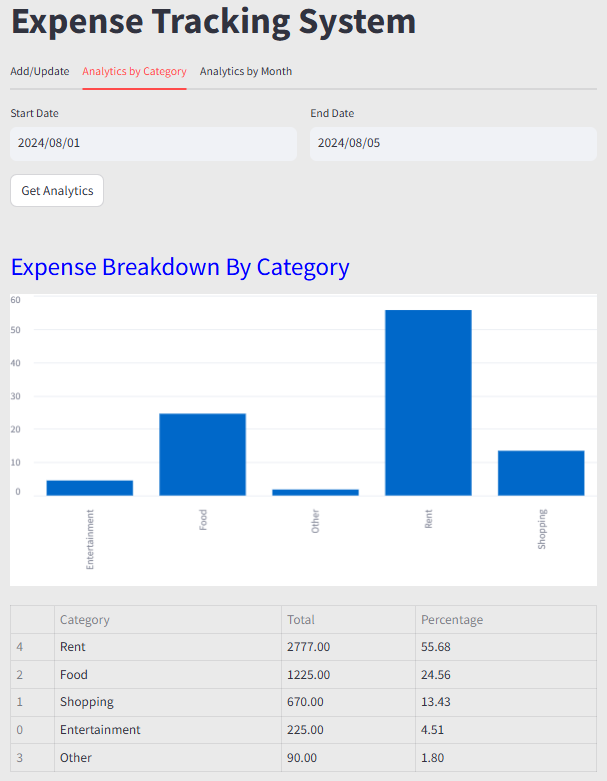 Expense Tracking System
Add/Update Analytics by Category Analytics by Month
Start Date End Date
2024/08/01 2024/08/05
Get Analytics
Expense Breakdown By Category
60
50
40
30
20
10
0
Entertainment Food Other Rent Shopping
Category Total Percentage
4 Rent 2777.00 55.68
2 Food 1225.00 24.56
1 Shopping 670.00 13.43
0 Entertainment 225.00 4.51
3 Other 90.00 1.80